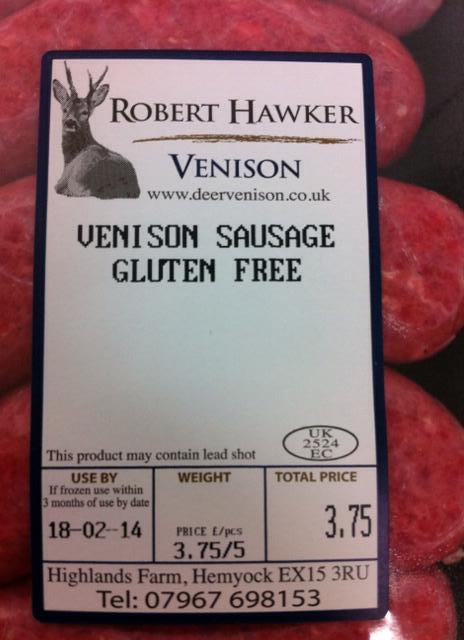 ROBERT HAWKER
VENISON
www.deervenison.co.uk
VENISON SAUSAGE
GLUTEN FREE
This product may contain lead shot
UK
2524
EC
USE BY
If frozen use within
3 months of use by date
18-02-14
WEIGHT
PRICE £/pcs
3.75/5
TOTAL PRICE
3.75
Highlands Farm, Hemyock EX15 3RU
Tel: 07967 698153